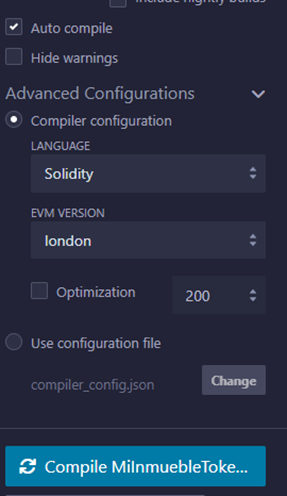 Include nightly builds
Auto compile
Hide warnings
Advanced Configurations
Compiler configuration
LANGUAGE
Solidity
EVM VERSION
london
Optimization
200
Use configuration file
compiler_config.json
Change
Compile MiInmuebleToke...